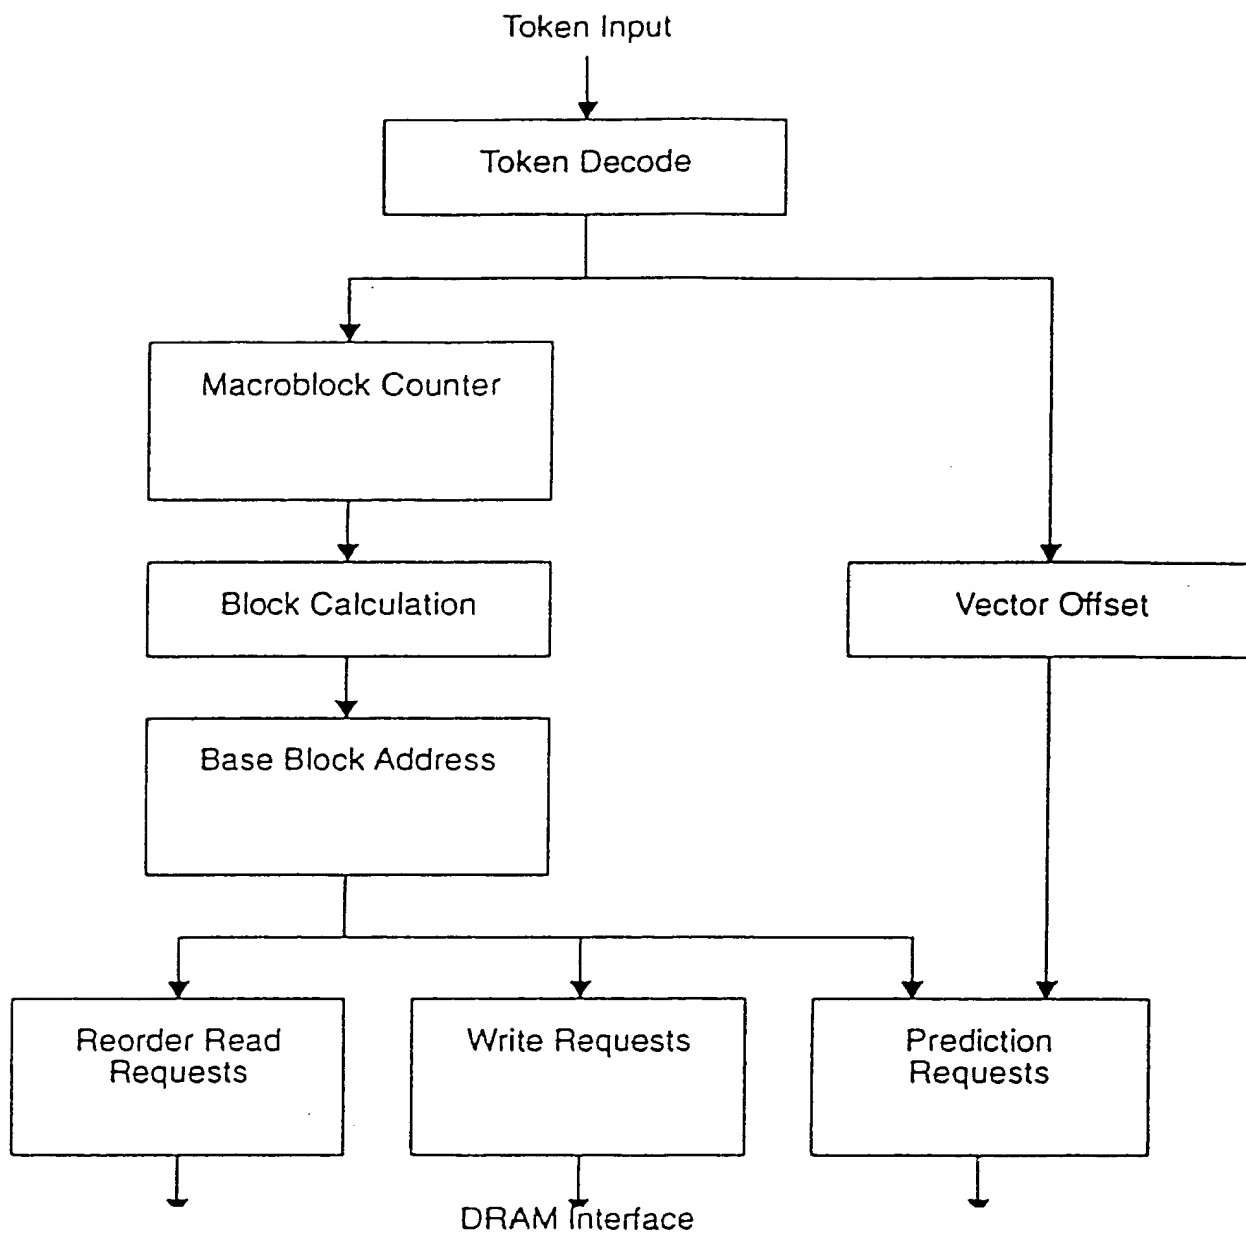 Token Input
Token Decode
Macroblock Counter
Block Calculation
Vector Offset
Base Block Address
Reorder Read
Requests
Write Requests
Prediction
Requests
DRAM Interface